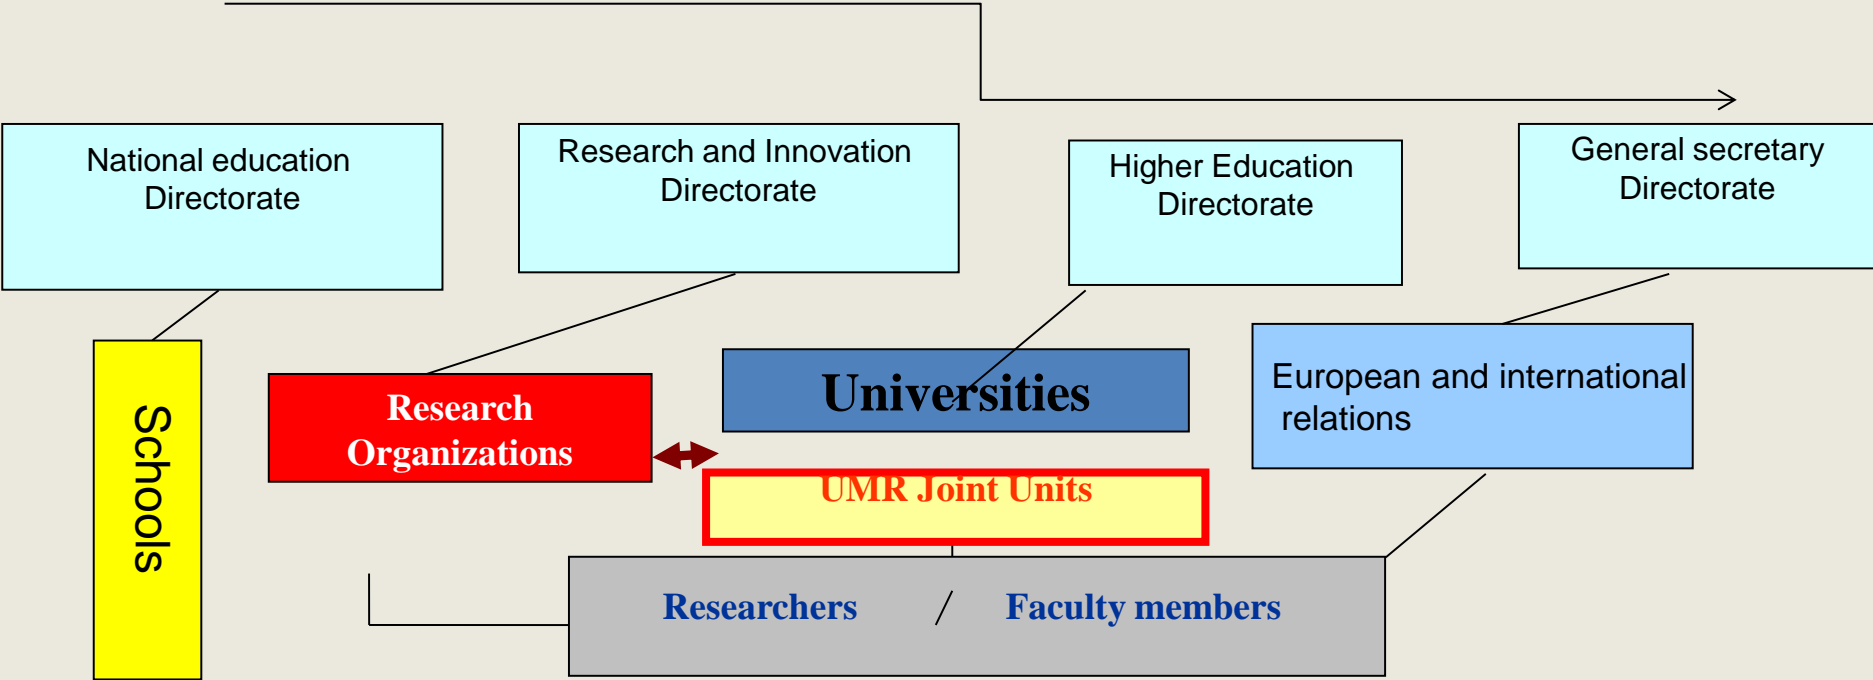 National education
Directorate
Research and Innovation
Directorate
Higher Education
Directorate
General secretary
Directorate
Schools
Research
Organizations
Universities
European and international
relations
UMR Joint Units
Researchers / Faculty members